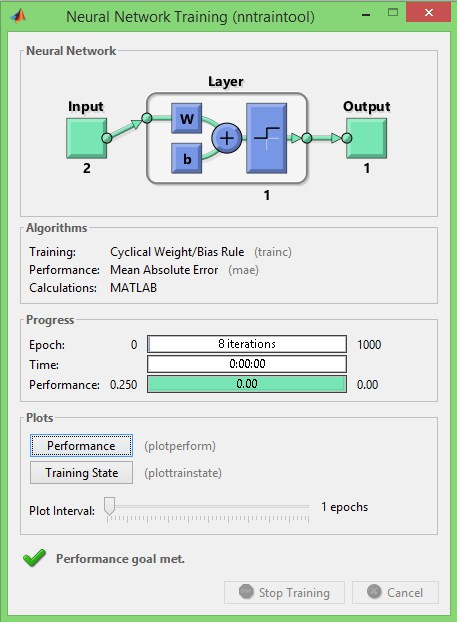 Neural Network Training (nntraintool)
Neural Network
Layer
Input
Output
W
b
+
2
1
1
Algorithms
Training: Cyclical Weight/Bias Rule (trainc)
Performance: Mean Absolute Error (mae)
Calculations: MATLAB
Progress
Epoch: 0 8 iterations 1000
Time: 0:00:00
Performance: 0.250 0.00 0.00
Plots
Performance (plotperform)
Training State (plottrainstate)
Plot Interval: 1 epochs
Performance goal met.
Stop Training Cancel